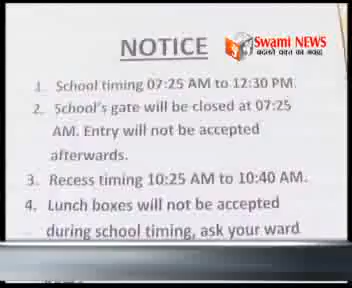 NOTICE
Swami NEWS
बदलते वक्त का
1. School timing 07:25 AM to 12:30 PM.
2. School's gate will be closed at 07:25
AM. Entry will not be accepted
afterwards.
3. Recess timing 10:25 AM to 10:40 AM.
4. Lunch boxes will not be accepted
during school timing, ask your ward